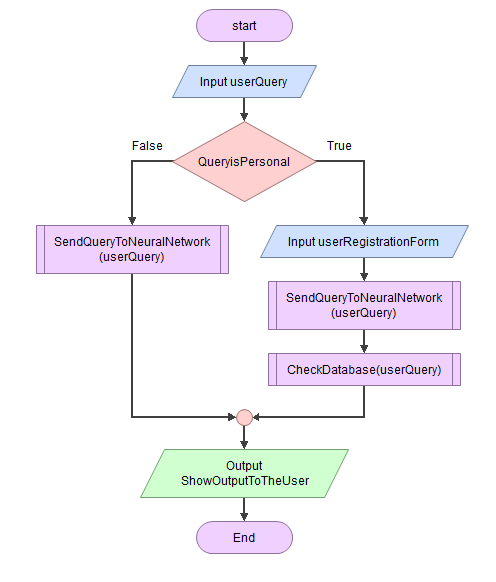 start
Input userQuery
QueryisPersonal
False
True
SendQueryToNeuralNetwork
(userQuery)
Input userRegistrationForm
SendQueryToNeuralNetwork
(userQuery)
CheckDatabase(userQuery)
Output
ShowOutputToTheUser
End